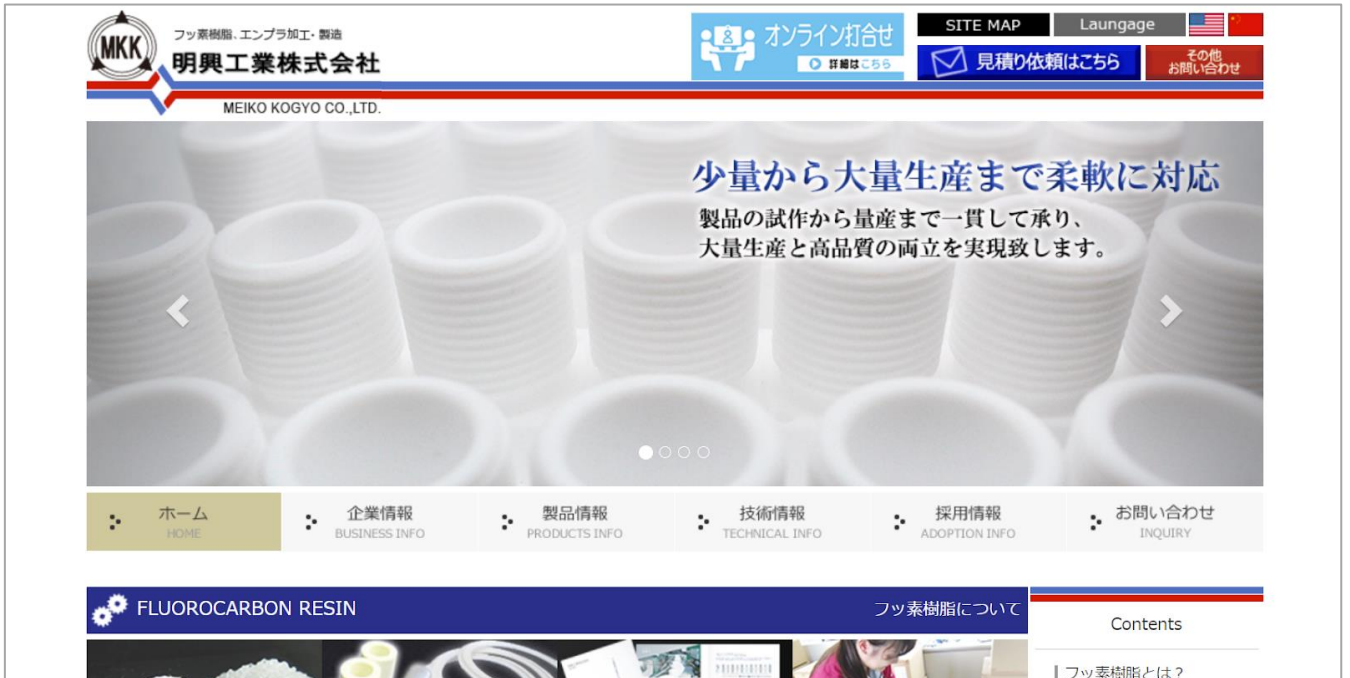 MKK
フッ素樹脂、エンプラ加工・製造
明興工業株式会社
MEIKO KOGYO CO.,LTD.
オンライン打合せ
詳細はこちら
SITE MAP
Laungage
見積り依頼はこちら
その他
お問い合わせ
少量から大量生産まで柔軟に対応
製品の試作から量産まで一貫して承り、
大量生産と高品質の両立を実現致します。
ホーム
HOME
企業情報
BUSINESS INFO
製品情報
PRODUCTS INFO
技術情報
TECHNICAL INFO
採用情報
ADOPTION INFO
お問い合わせ
INQUIRY
FLUOROCARBON RESIN
フッ素樹脂について
Contents
フッ素樹脂とは？